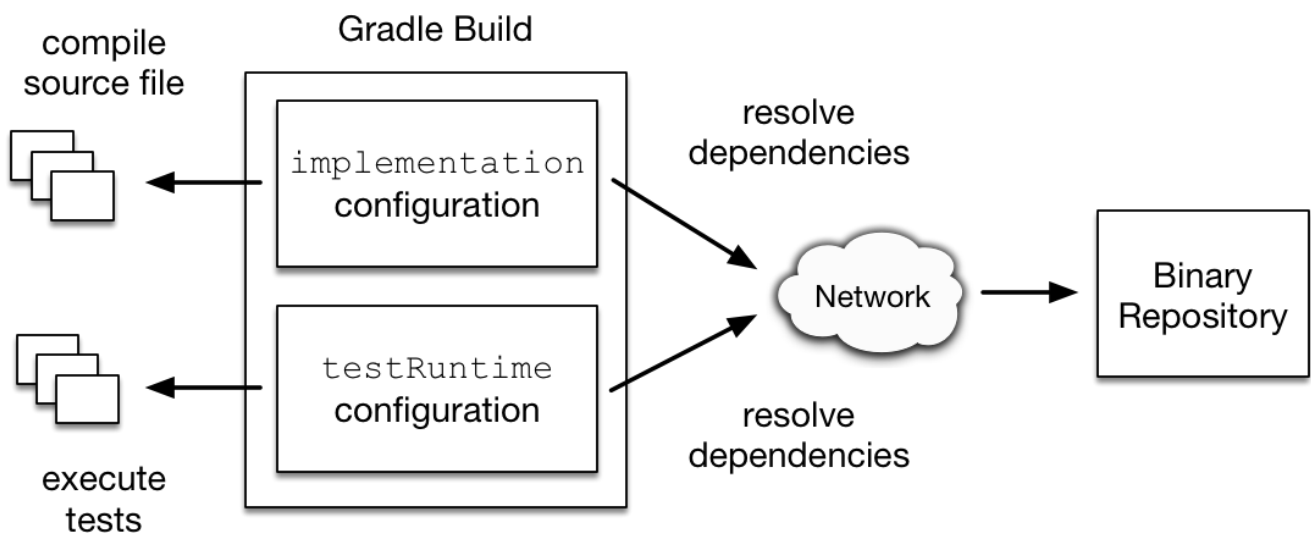 Gradle Build
compile
source file
implementation
configuration
resolve
dependencies
Network
Binary
Repository
testRuntime
configuration
resolve
dependencies
execute
tests